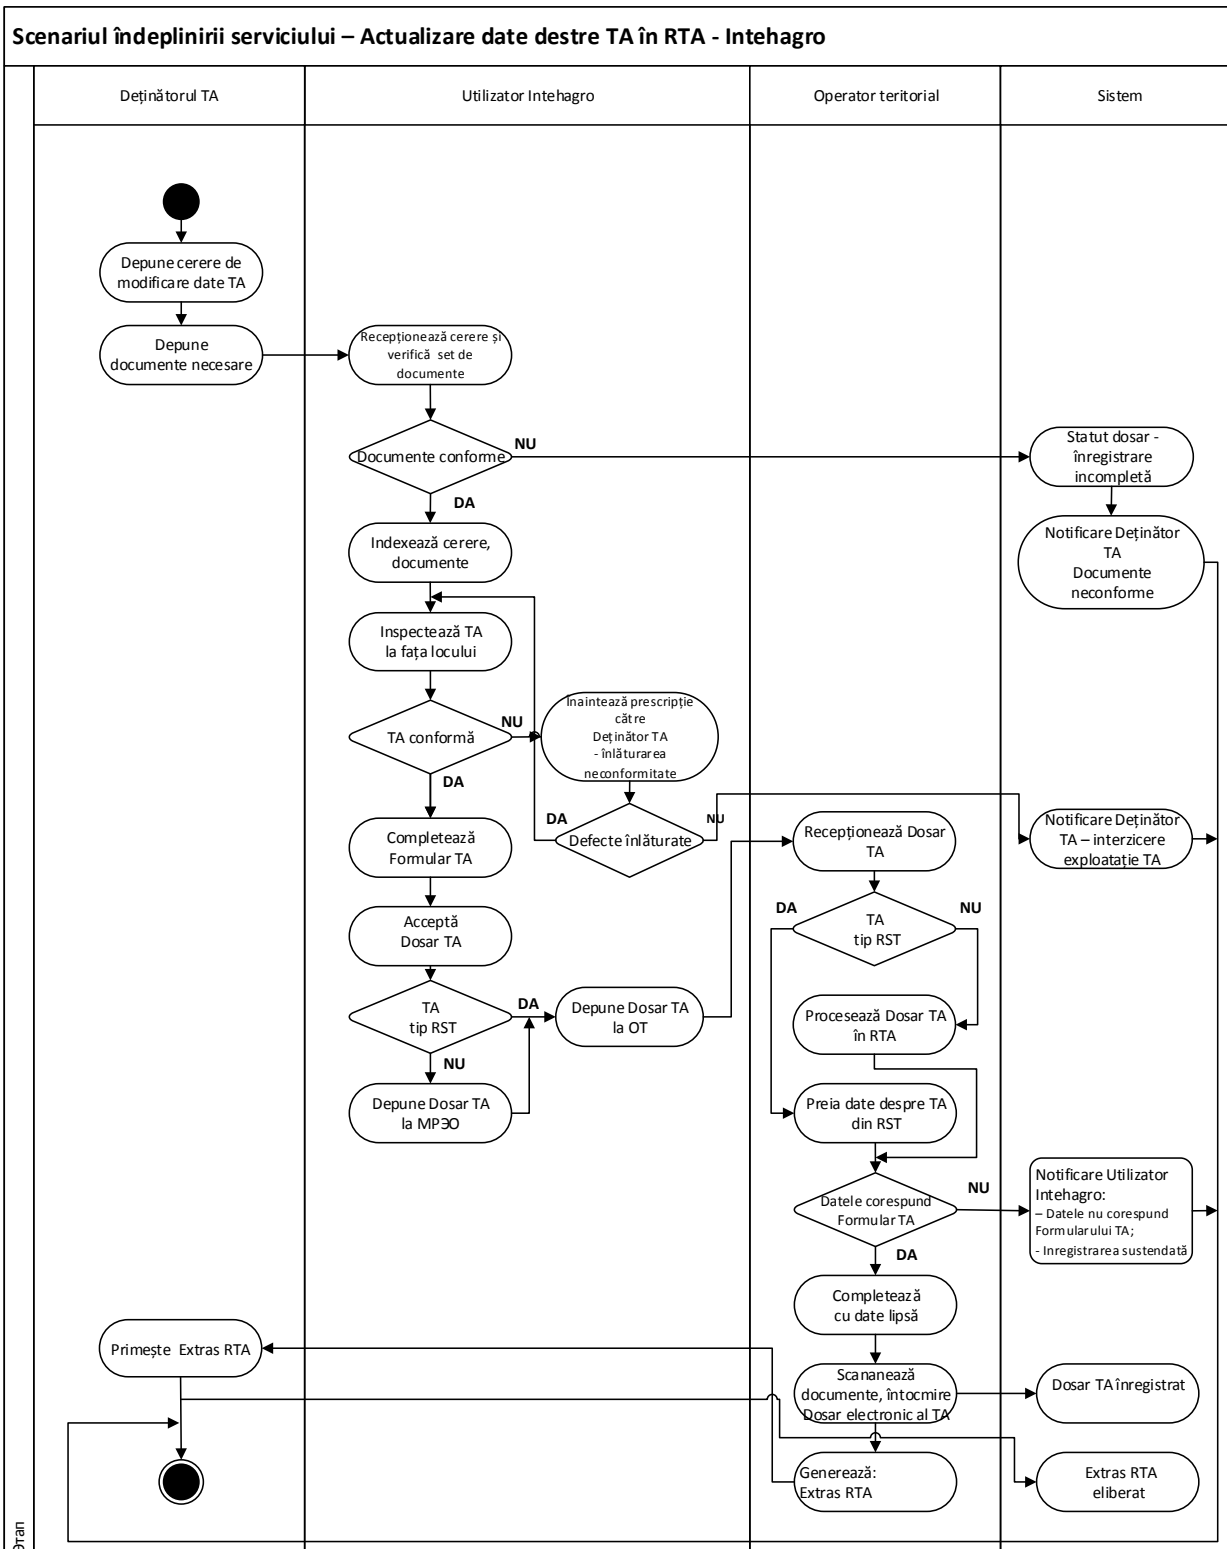 Scenariul îndeplinirii serviciului – Actualizare date destre TA în RTA - Intehagro
Deținătorul TA
Utilizator Intehagro
Operator teritorial
Sistem
Depune cerere de
modificare date TA
Depune
documente necesare
Recepționează cerere și
verifică set de
documente
Documente conforme
NU
DA
Statut dosar -
înregistrare
incompletă
Notificare Deținător
TA
Documente
neconforme
Indexează cerere,
documente
Inspectează TA
la fața locului
TA conformă
NU
DA
Înaintează prescripție
către
Deținător TA
- înlăturarea
neconformitate
Defecte înlăturate
DA
NU
Notificare Deținător
TA – interzicere
exploatație TA
Completează
Formular TA
Acceptă
Dosar TA
TA
tip RST
DA
NU
Depune Dosar TA
la OT
Depune Dosar TA
la МРЭО
Recepționează Dosar
TA
TA
tip RST
DA
NU
Procesează Dosar TA
în RTA
Preia date despre TA
din RST
Datele corespund
Formular TA
NU
DA
Notificare Utilizator
Intehagro:
– Datele nu corespund
Formularului TA;
- Inregistrarea sustendată
Completează
cu date lipsă
Scananează
documente, întocmire
Dosar electronic al TA
Dosar TA înregistrat
Generează:
Extras RTA
Extras RTA
eliberat
Primește Extras RTA
Этап